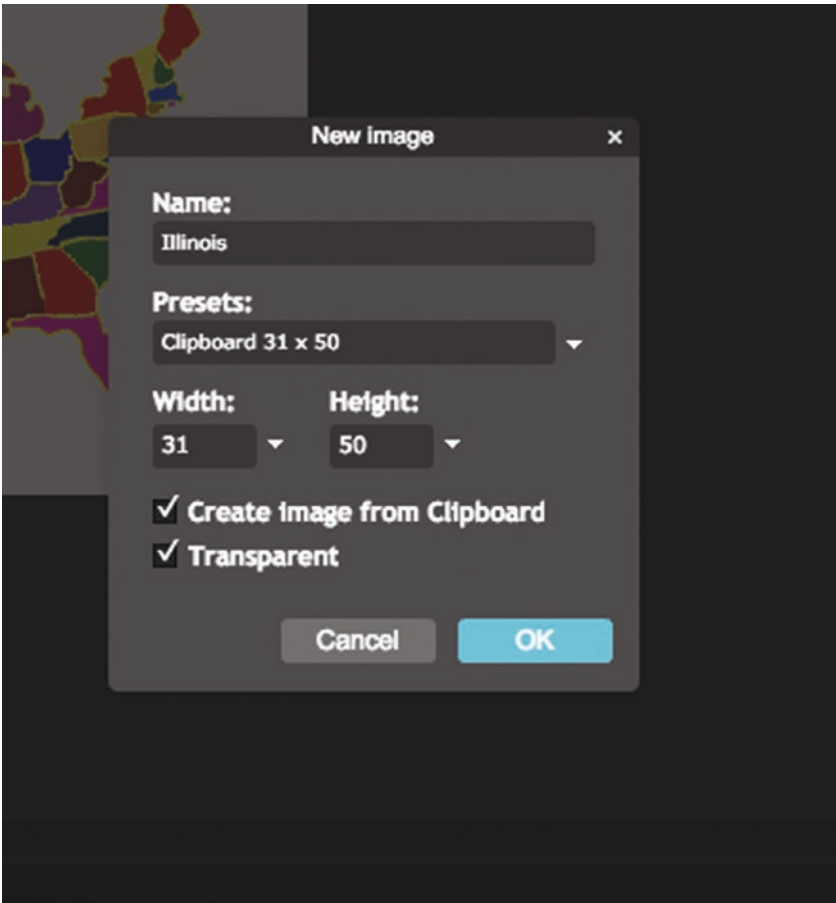 New image ×
Name:
Illinois
Presets:
Clipboard 31 x 50
Width: Height:
31 50
Create image from Clipboard
Transparent
Cancel OK